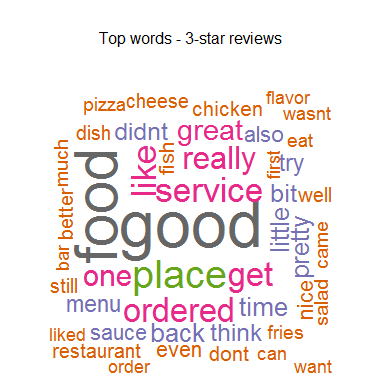 Top words - 3-star reviews
flavor
pizza cheese chicken wasnt
dish didnt great also eat
much like fish really first try
better food service bit well
good little pretty came
bar
still one place get nice salad
menu ordered time
liked sauce back think fries
restaurant even dont can
order want